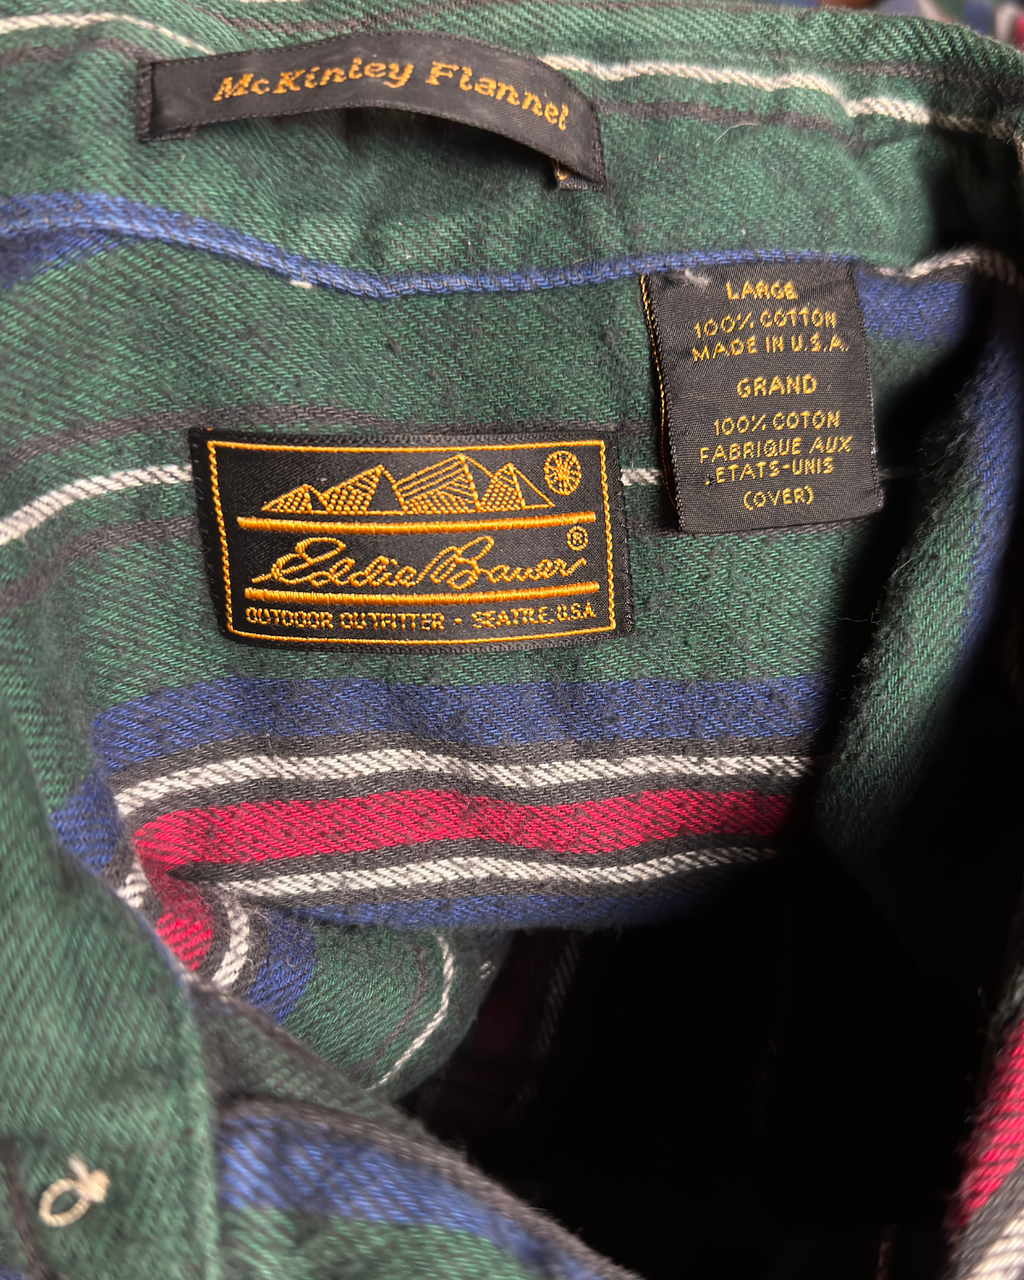 McKinley Flannel
LARGE
100% COTTON
MADE IN U.S.A.
GRAND
100% COTON
FABRIQUE AUX
ETATS-UNIS
(OVER)
Eddie Bauer®
OUTDOOR OUTFITTER - SEATTLE, U.S.A.